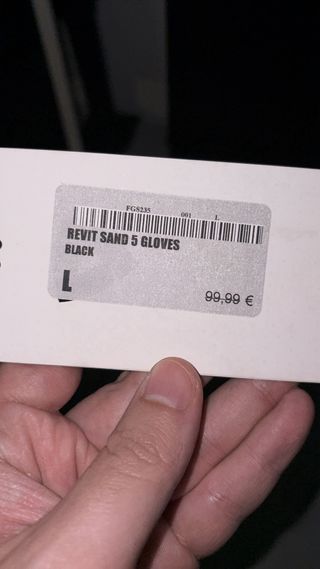 FGS235 001 L
REVIT SAND 5 GLOVES
BLACK
L
99,99 €